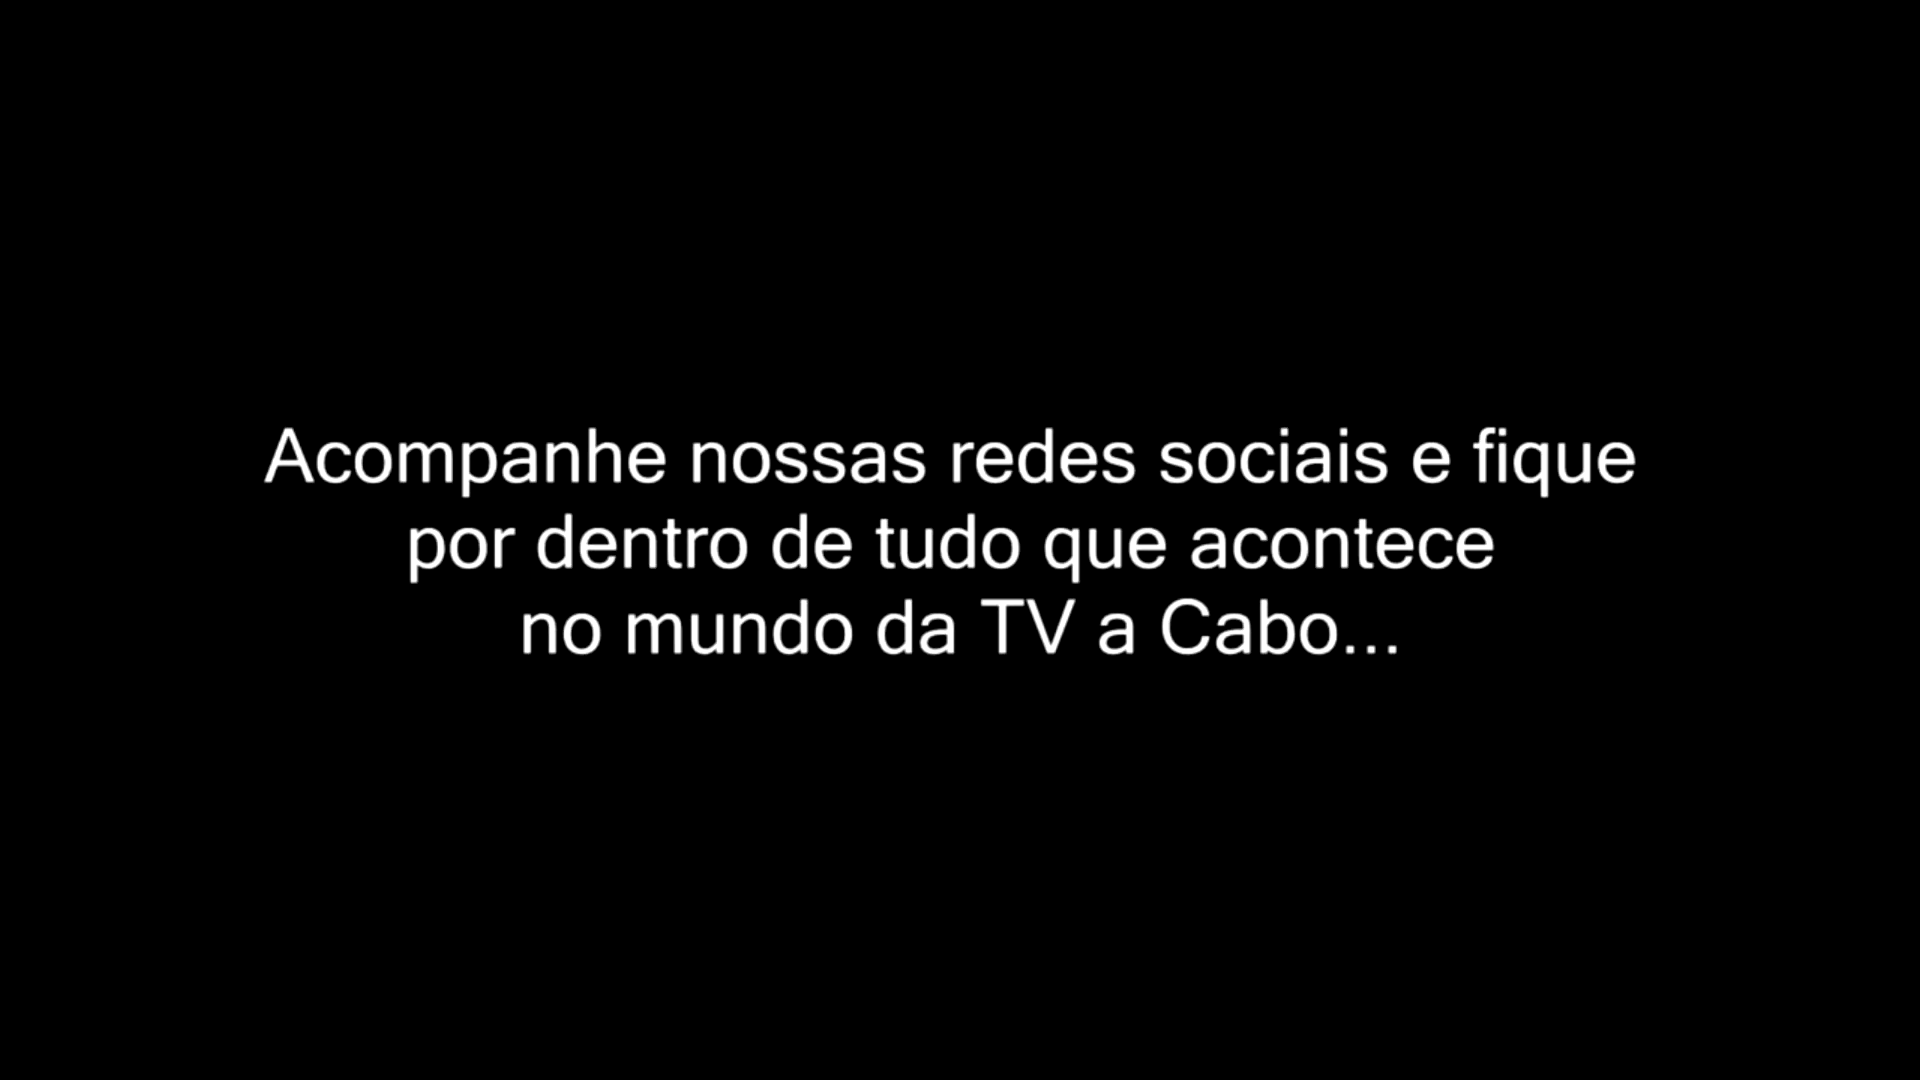 Acompanhe nossas redes sociais e fique
por dentro de tudo que acontece
no mundo da TV a Cabo...